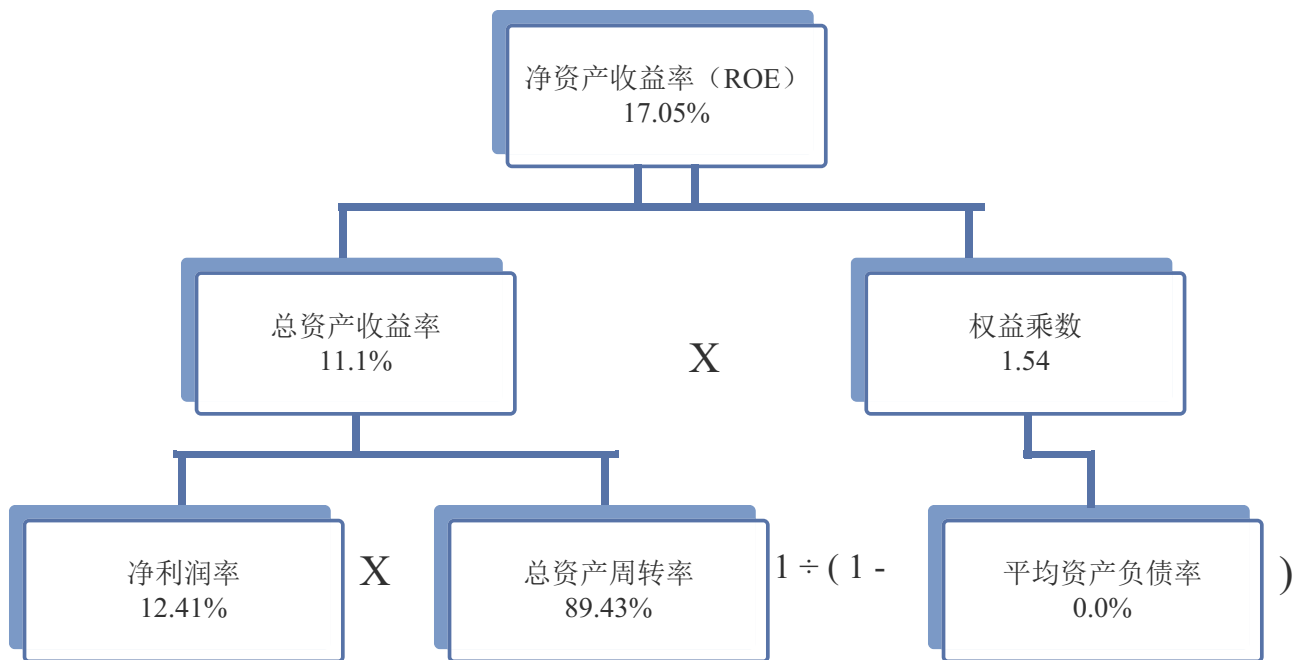 净资产收益率（ROE）
17.05%
总资产收益率
11.1%
X
权益乘数
1.54
净利润率
12.41%
X
总资产周转率
89.43%
1 ÷ ( 1 -
平均资产负债率
0.0%
)